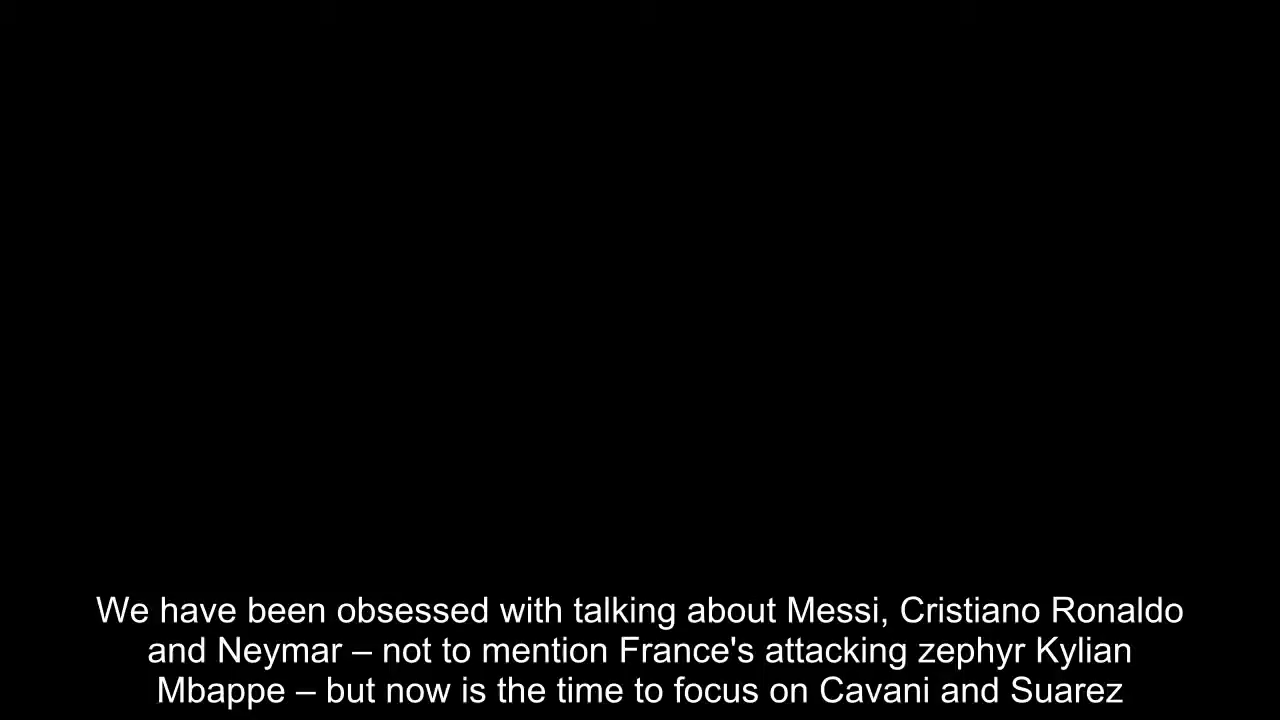 We have been obsessed with talking about Messi, Cristiano Ronaldo
and Neymar – not to mention France's attacking zephyr Kylian
Mbappe – but now is the time to focus on Cavani and Suarez